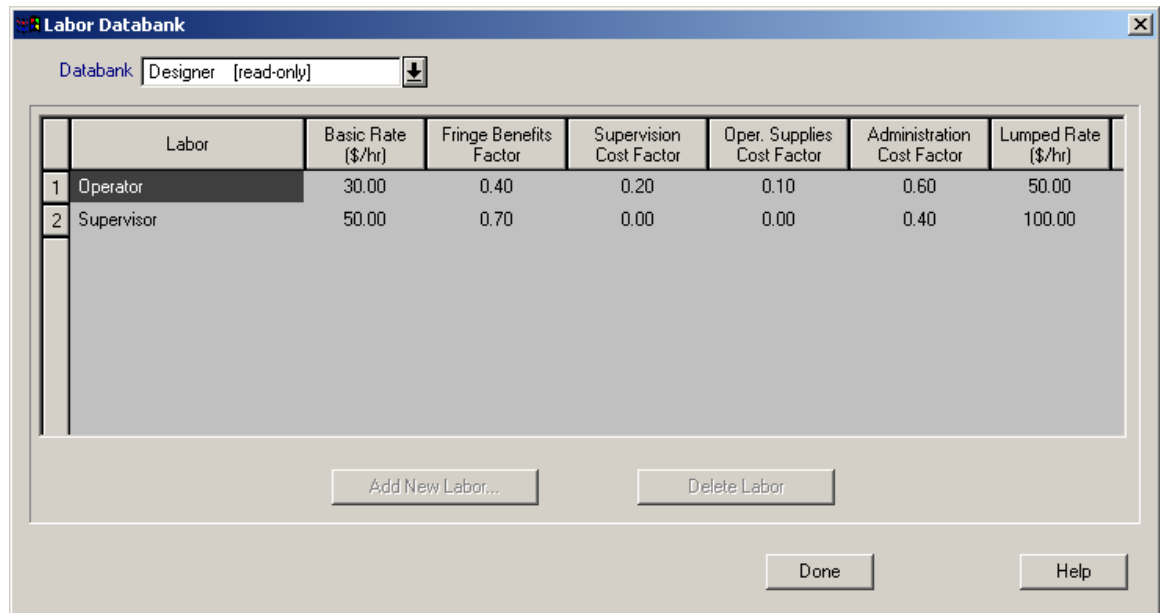 Labor Databank
Databank Designer [read-only]
Labor Basic Rate ($/hr) Fringe Benefits Factor Supervision Cost Factor Oper. Supplies Cost Factor Administration Cost Factor Lumped Rate ($/hr)
1 Operator 30.00 0.40 0.20 0.10 0.60 50.00
2 Supervisor 50.00 0.70 0.00 0.00 0.40 100.00
Add New Labor... Delete Labor
Done Help